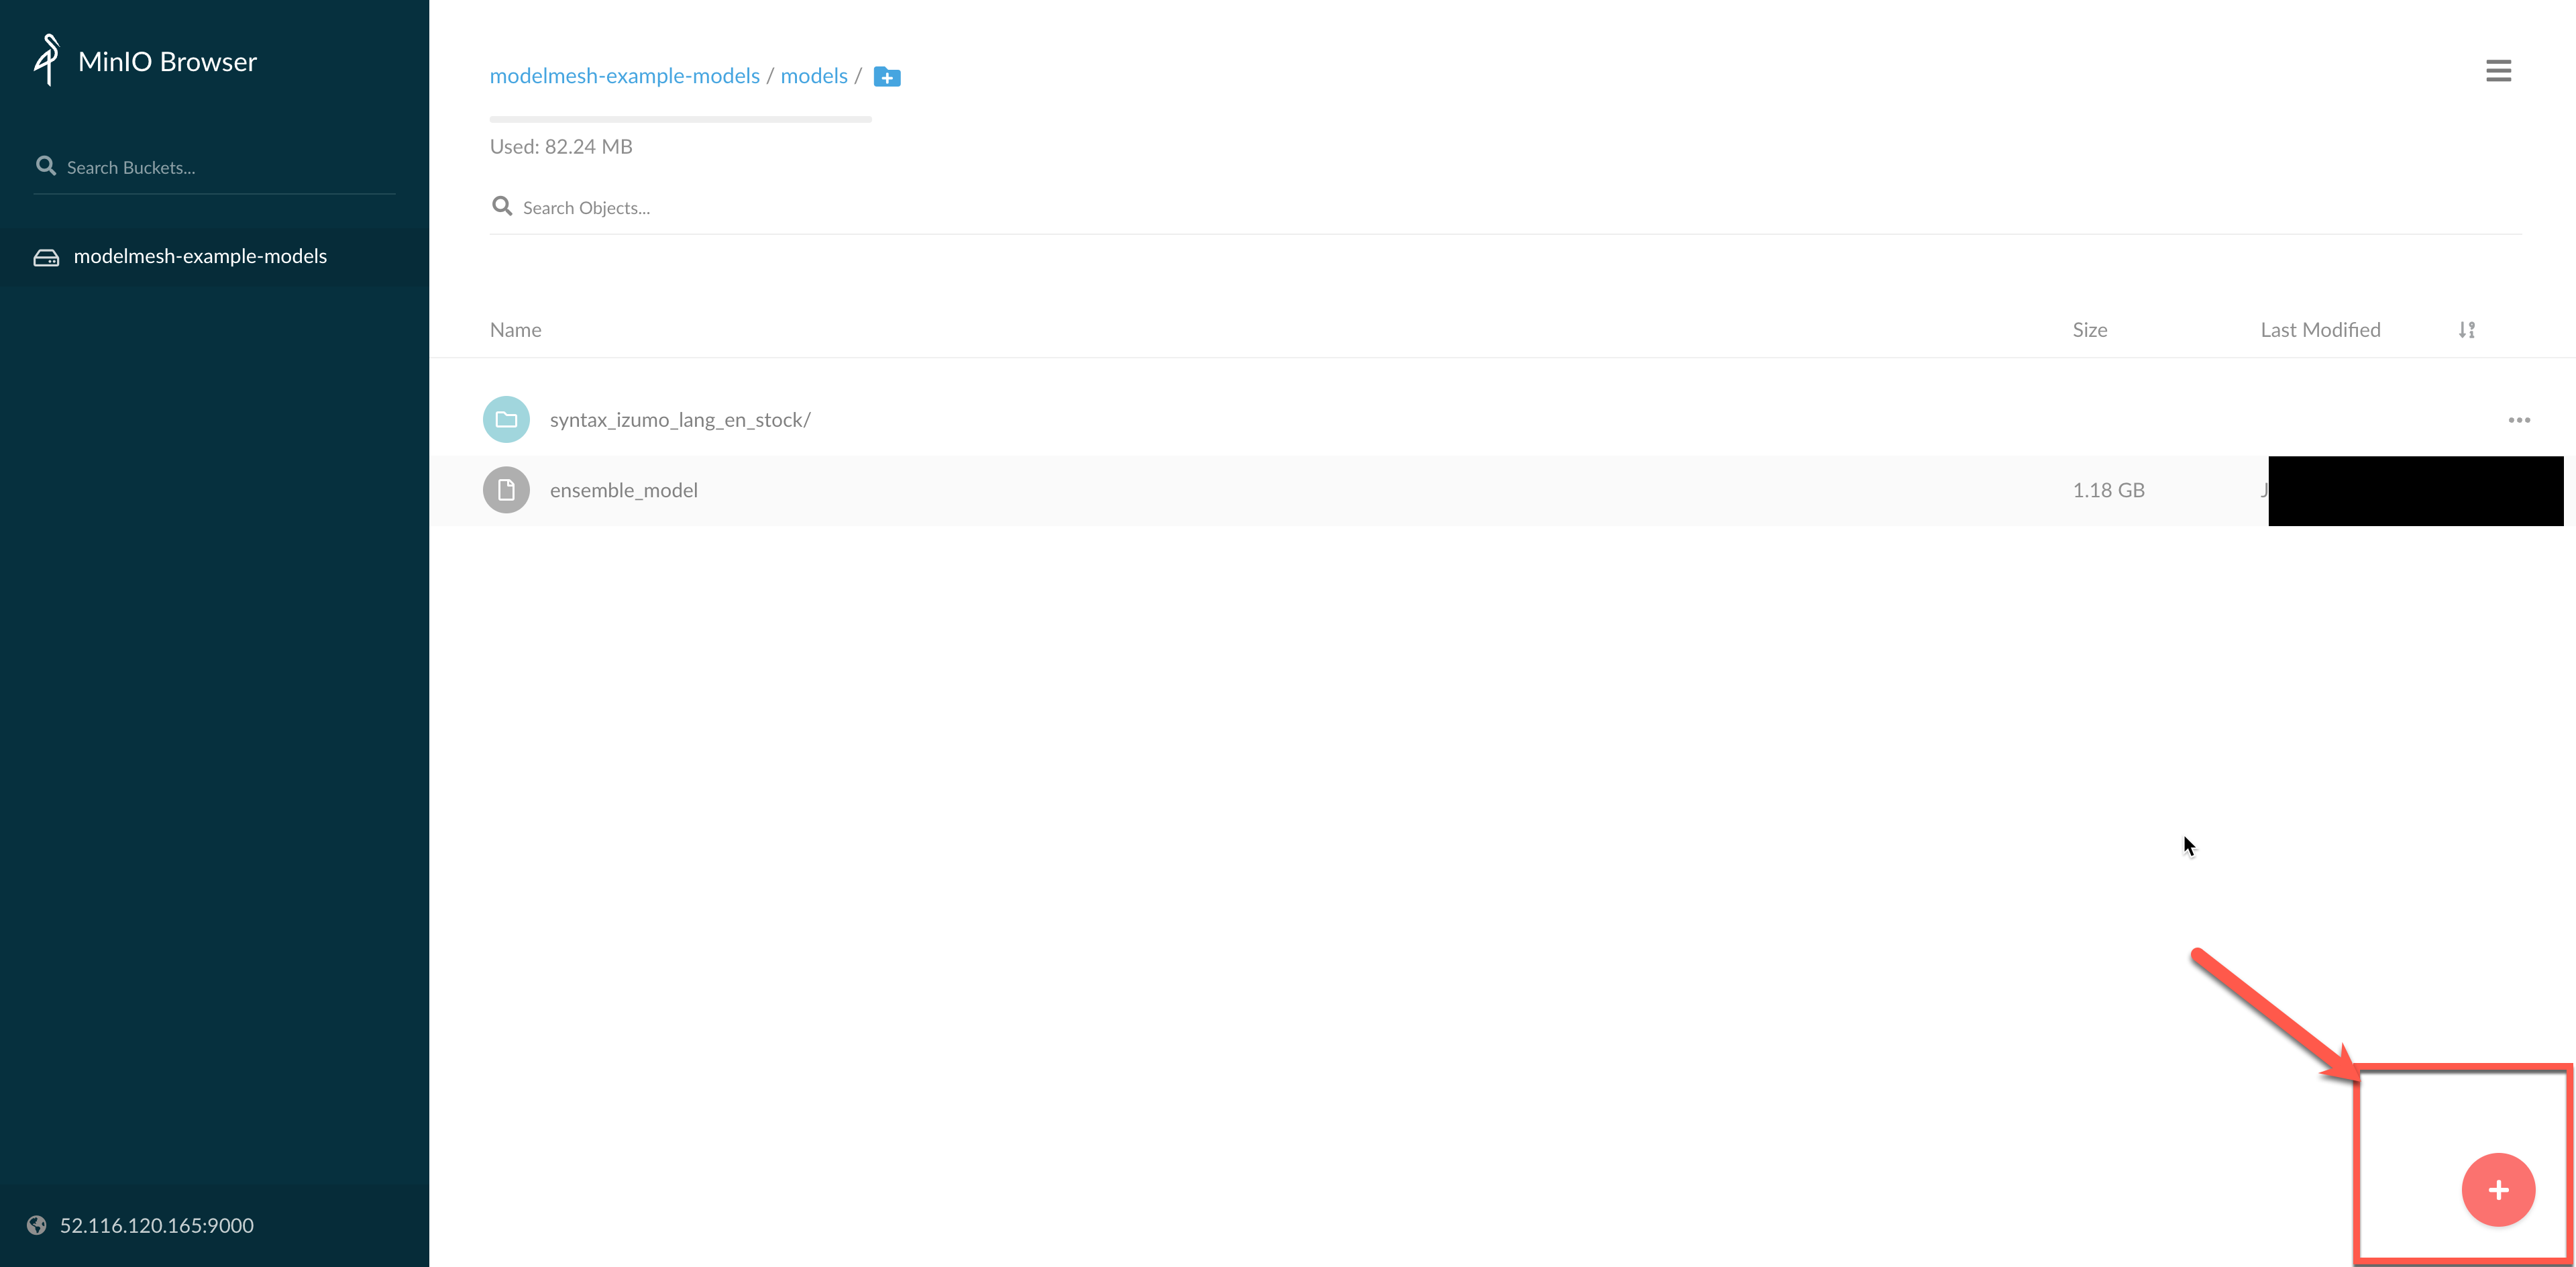 MinIO Browser
Search Buckets...
modelmesh-example-models
52.116.120.165:9000
modelmesh-example-models / models /
Used: 82.24 MB
Search Objects...
Name Size Last Modified
syntax_izumo_lang_en_stock/
ensemble_model 1.18 GB